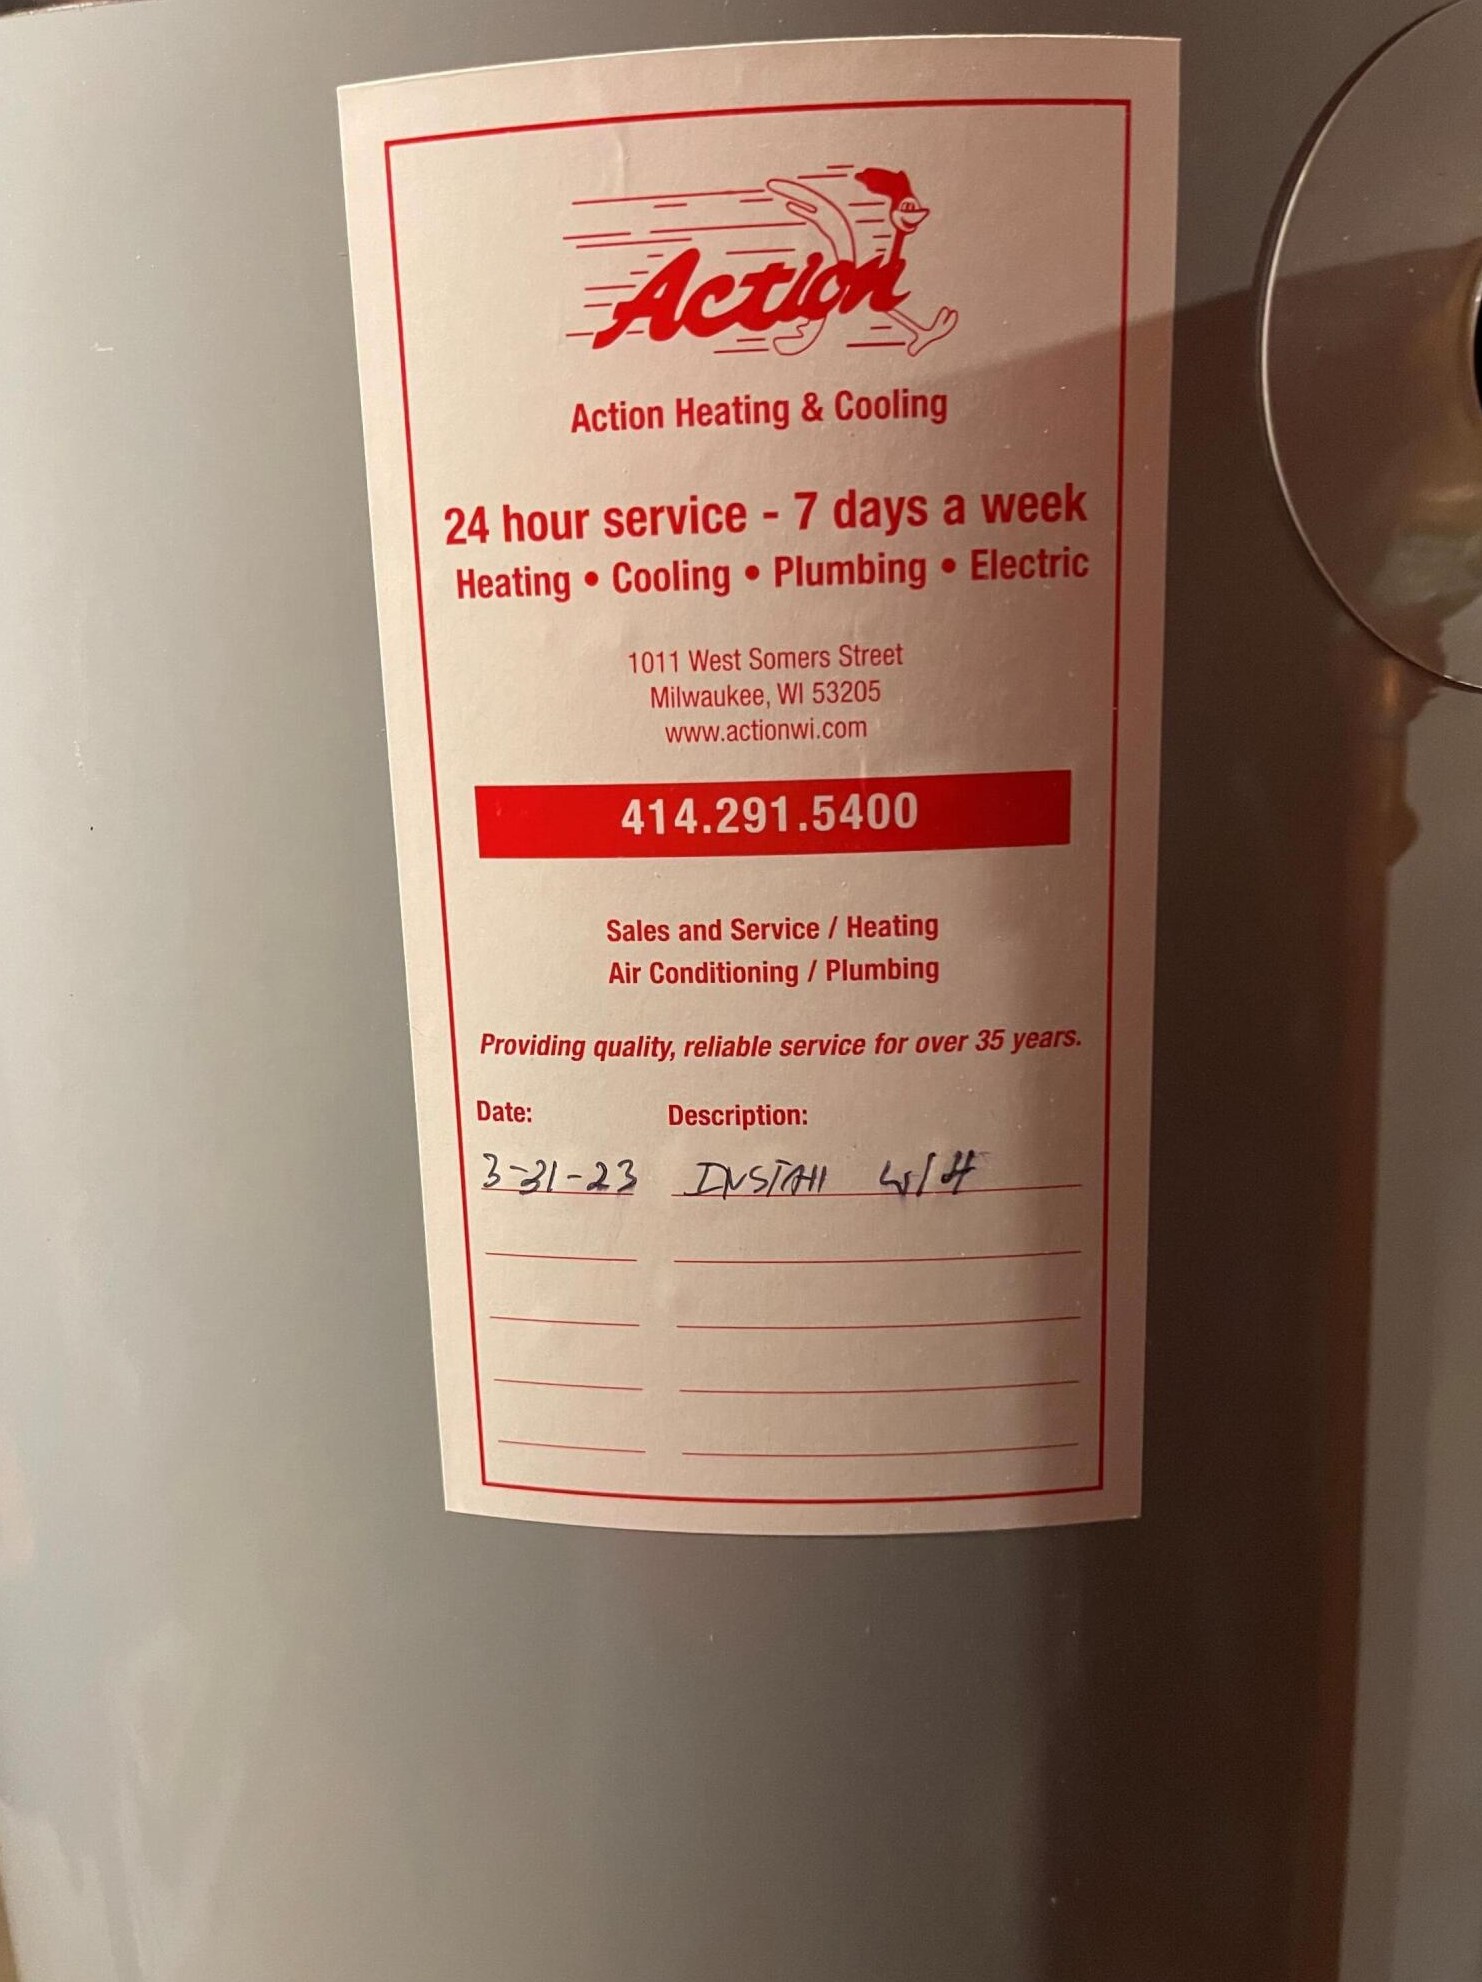 Action
Action Heating & Cooling
24 hour service - 7 days a week
Heating • Cooling • Plumbing • Electric
1011 West Somers Street
Milwaukee, WI 53205
www.actionwi.com
414.291.5400
Sales and Service / Heating
Air Conditioning / Plumbing
Providing quality, reliable service for over 35 years.
Date: Description:
3-31-23 INSTAll W/H